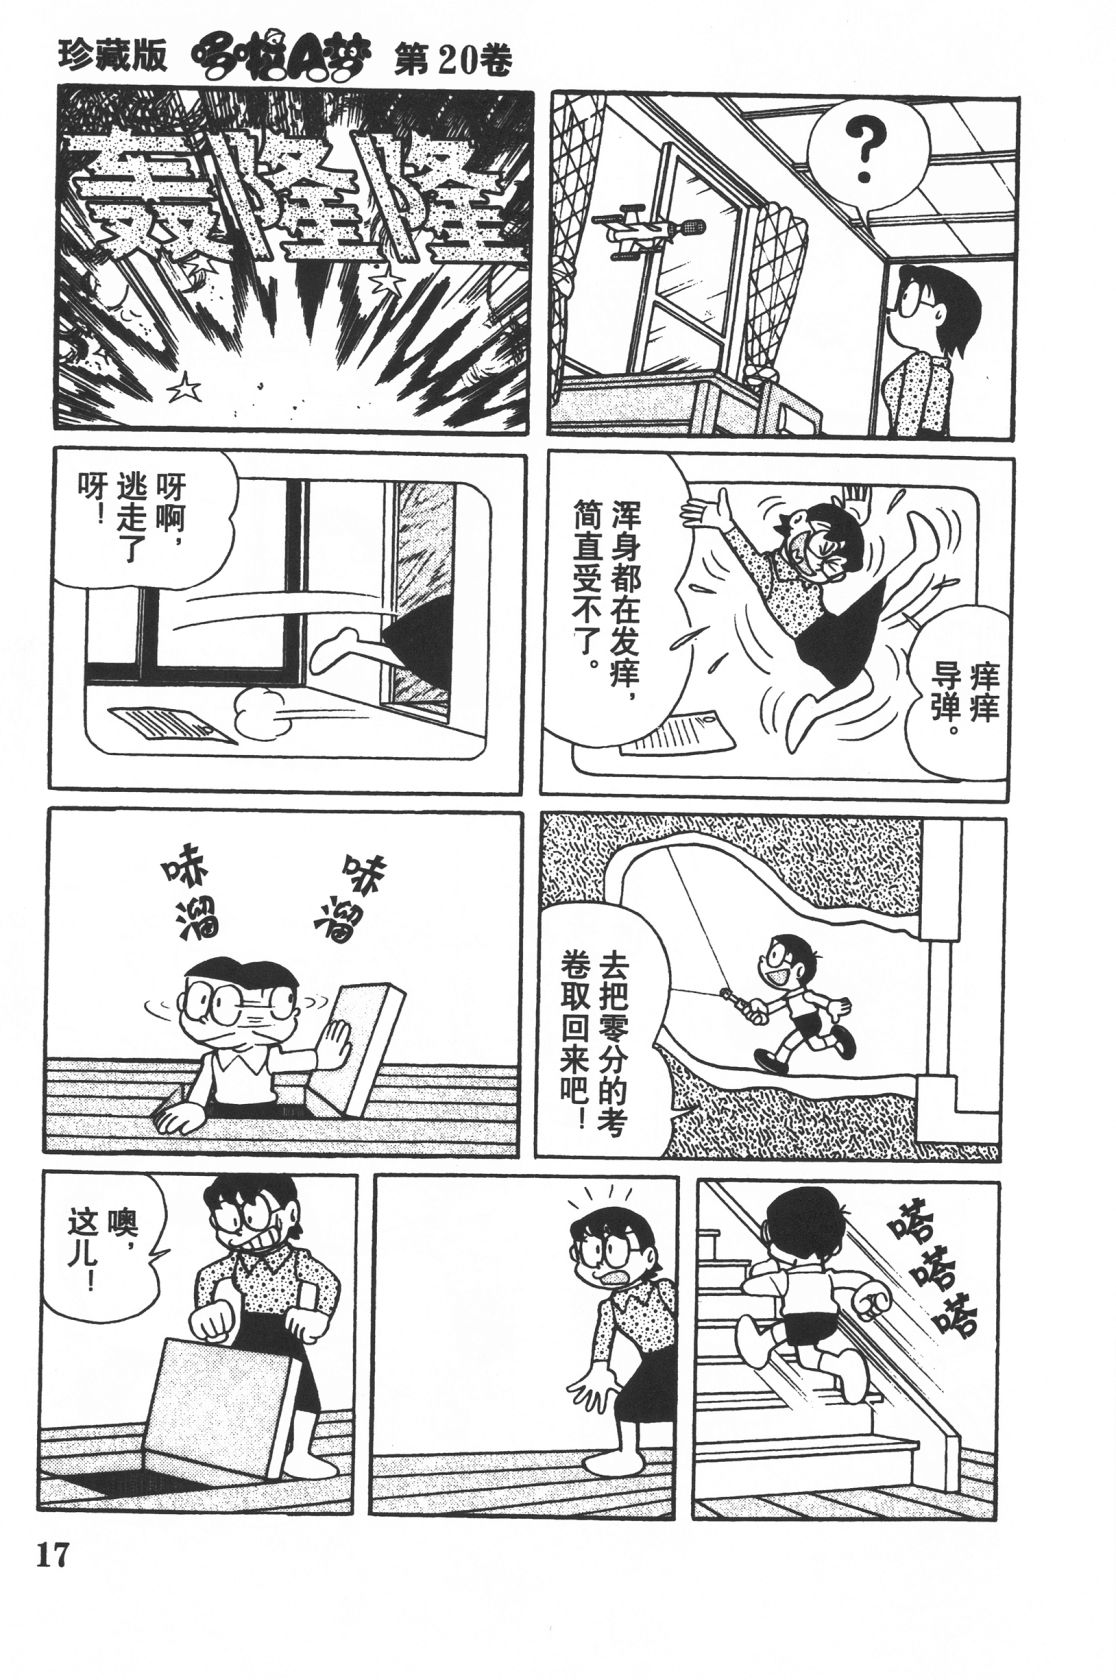 珍藏版 哆啦A梦 第20卷
?
轰隆隆
痒痒
导弹。
浑身都在发痒，
简直受不了。
呀啊，
逃走了
呀！
去把零分的考
卷取回来吧！
哧溜
哧溜
嗒嗒嗒
噢，
这儿！
17